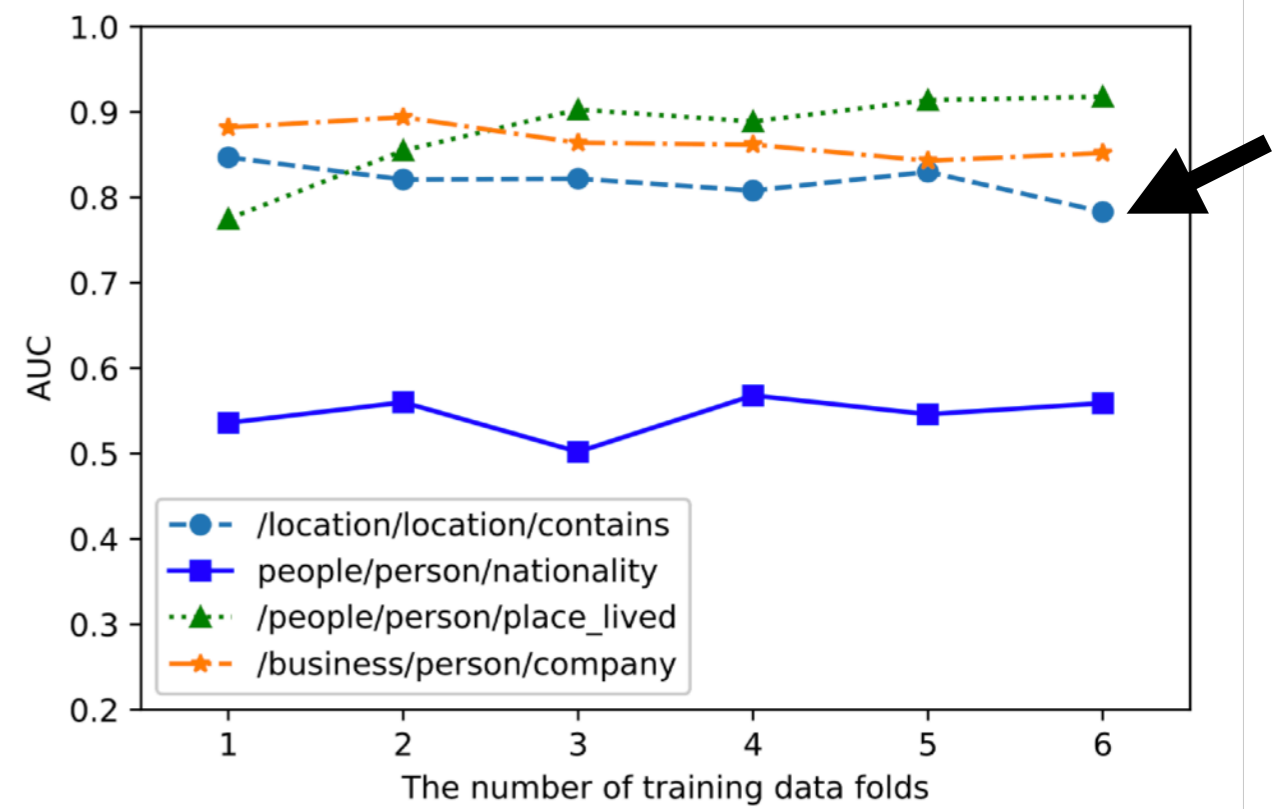 1.0
0.9
0.8
0.7
0.6
0.5
0.4
0.3
0.2
AUC
/location/location/contains
people/person/nationality
/people/person/place_lived
/business/person/company
1 2 3 4 5 6
The number of training data folds